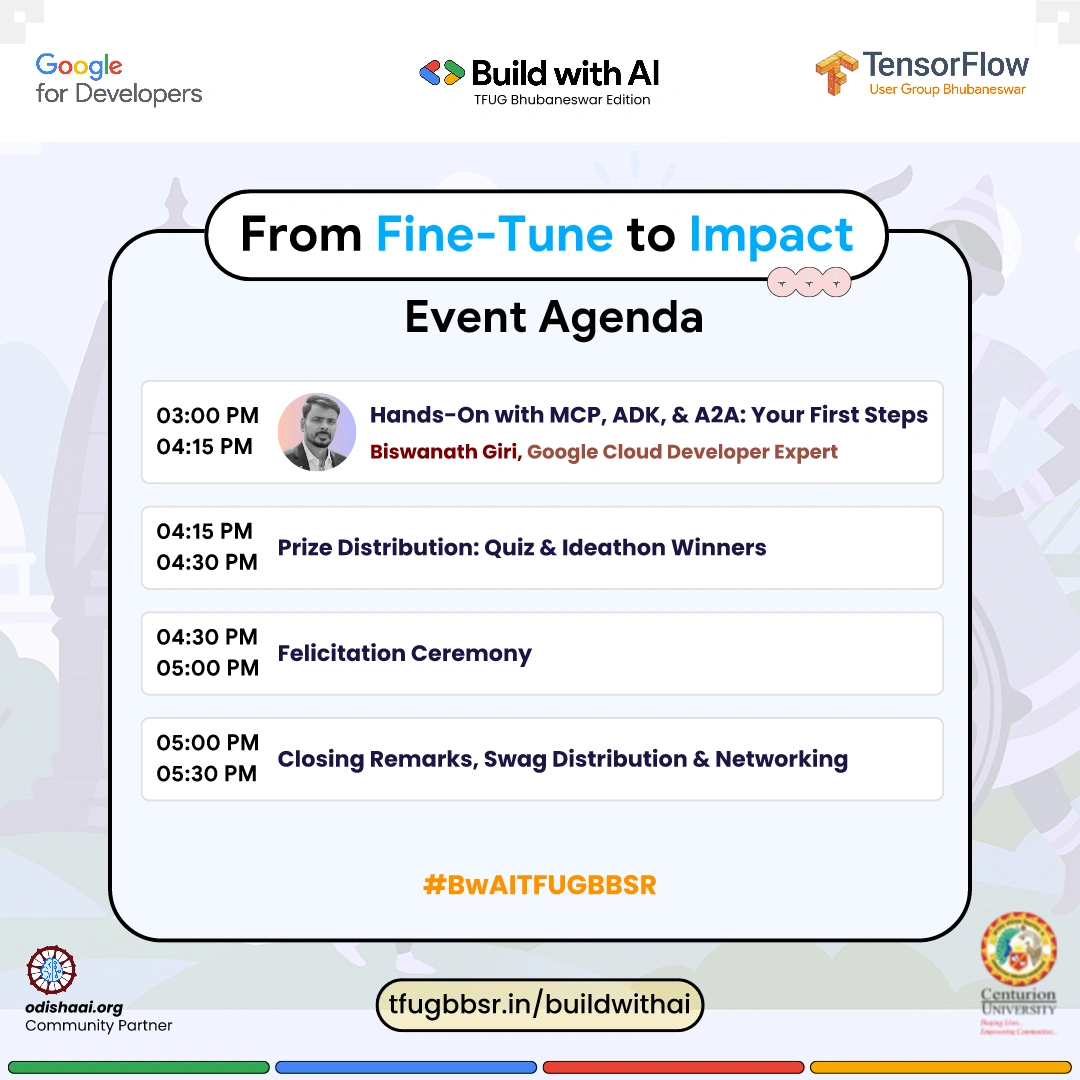 Google
for Developers
Build with AI
TFUG Bhubaneswar Edition
TensorFlow
User Group Bhubaneswar
From Fine-Tune to Impact
Event Agenda
03:00 PM
04:15 PM
Hands-On with MCP, ADK, & A2A: Your First Steps
Biswanath Giri, Google Cloud Developer Expert
04:15 PM
04:30 PM
Prize Distribution: Quiz & Ideathon Winners
04:30 PM
05:00 PM
Felicitation Ceremony
05:00 PM
05:30 PM
Closing Remarks, Swag Distribution & Networking
#BwAITFUGBBSR
odishaai.org
Community Partner
tfugbbsr.in/buildwithai
Centurion
UNIVERSITY
Shaping Lives...
Empowering Communities...